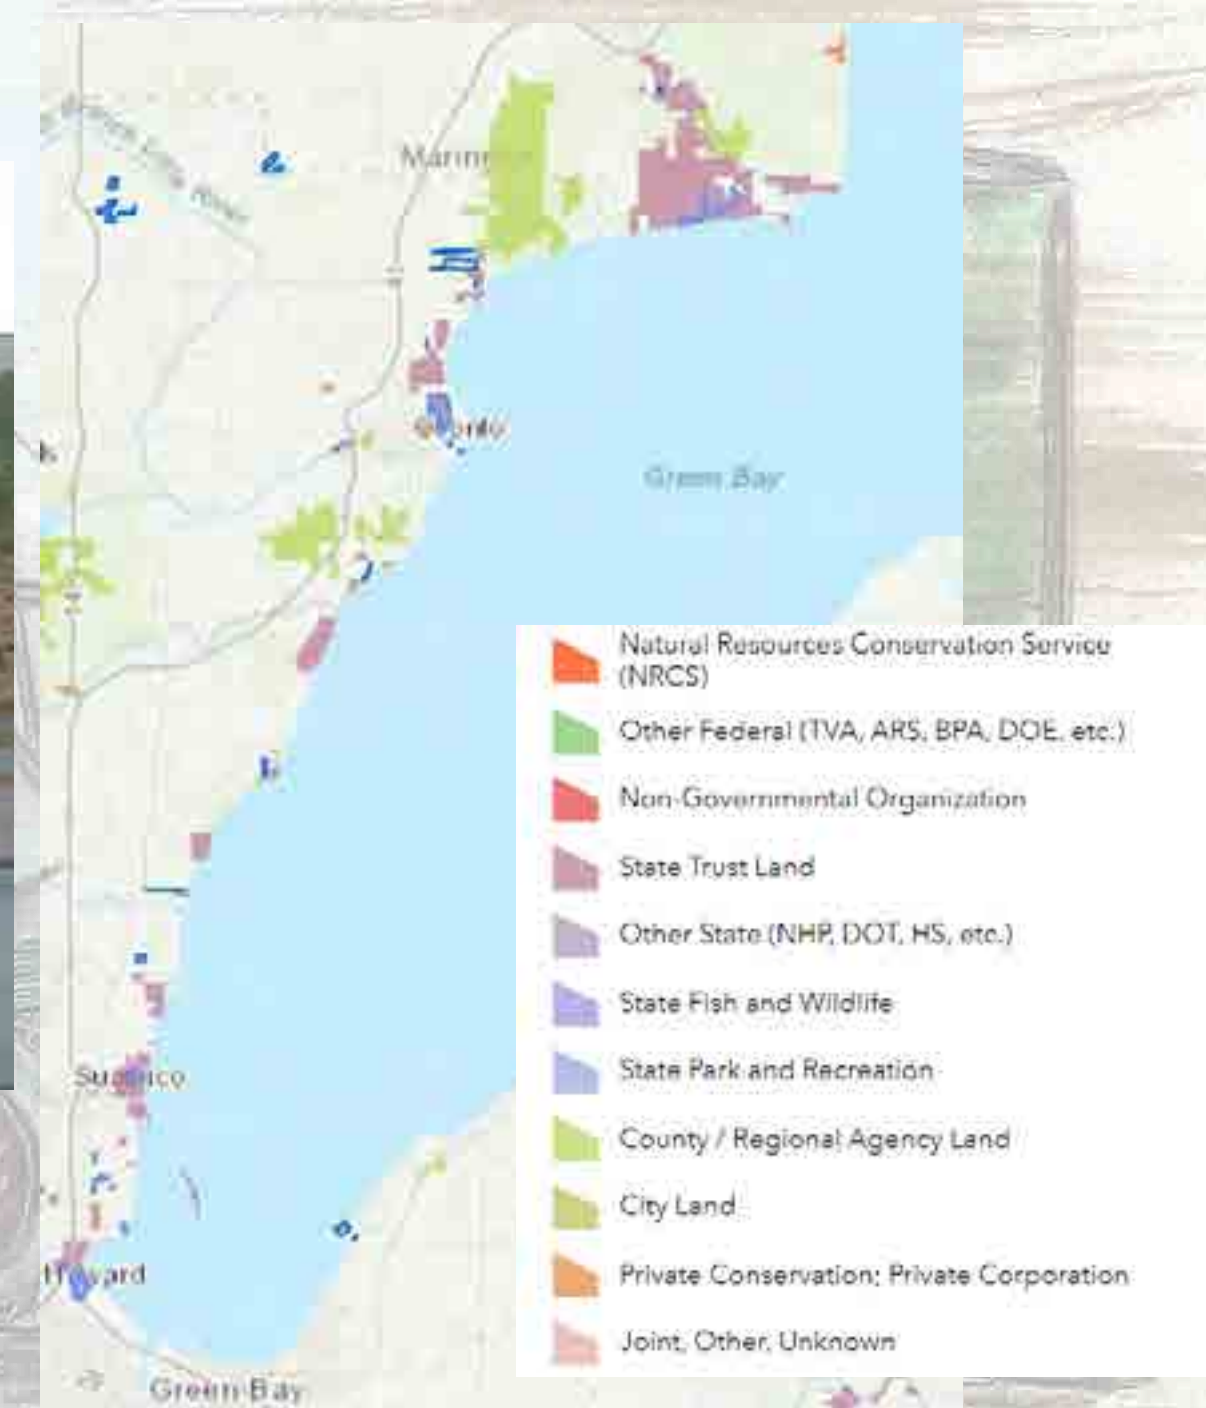 River
Green Bay
Howard
Green Bay
Natural Resources Conservation Service
(NRCS)
Other Federal (TVA, ARS, BPA, DOE, etc.)
Non-Governmental Organization
State Trust Land
Other State (NHP, DOT, HS, etc.)
State Fish and Wildlife
State Park and Recreation
County / Regional Agency Land
City Land
Private Conservation; Private Corporation
Joint, Other, Unknown